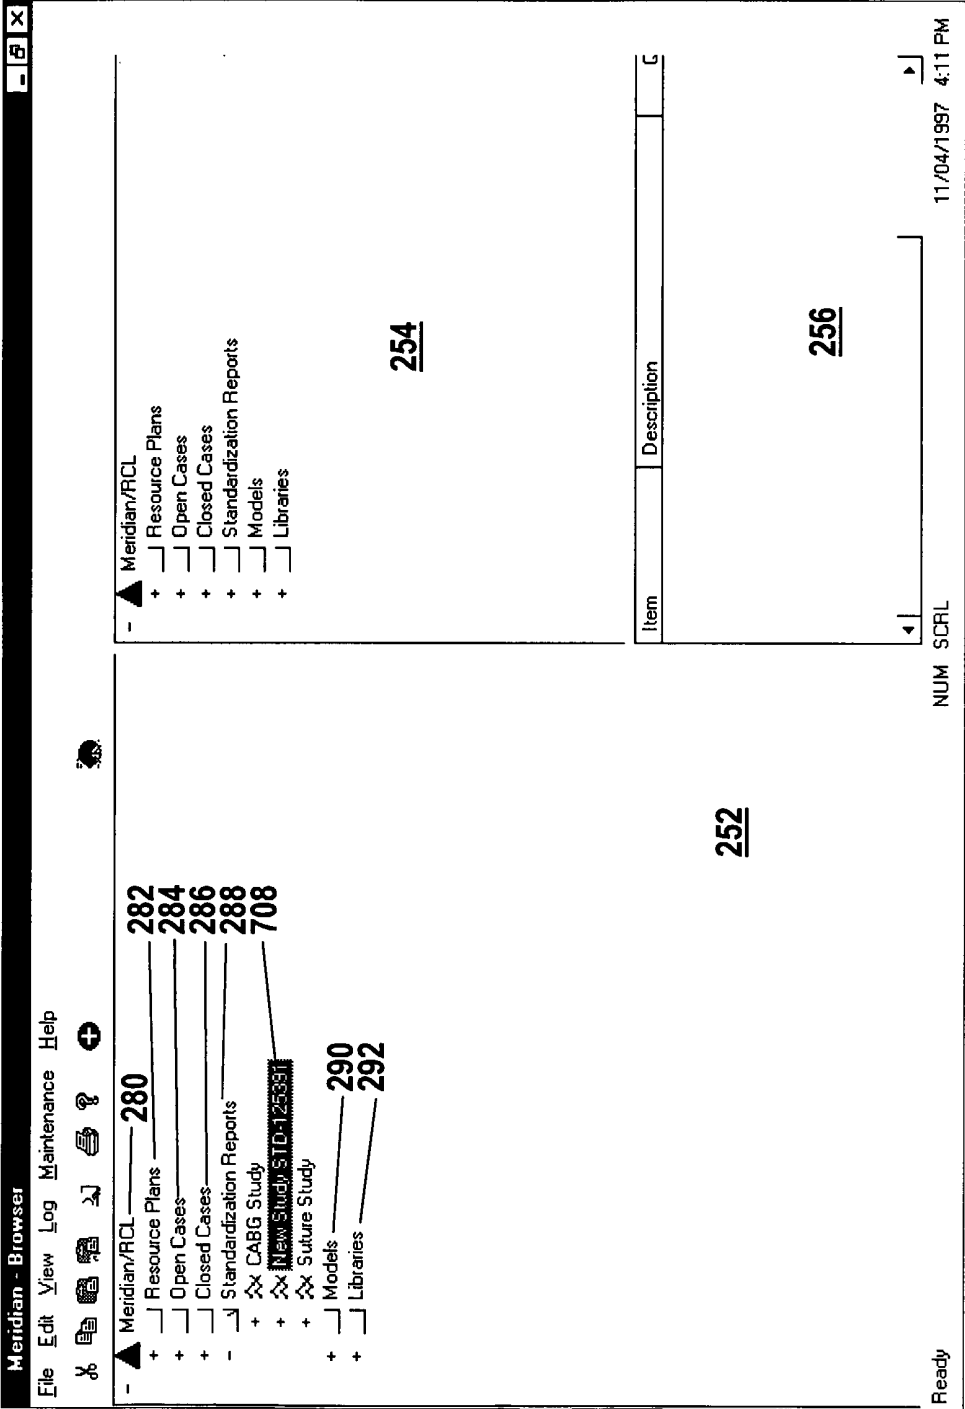 Meridian - Browser
File Edit View Log Maintenance Help
- Meridian/RCL 280
+ Resource Plans 282
+ Open Cases 284
+ Closed Cases 286
- Standardization Reports 288
+ CABG Study
+ New Study STD-125391 708
+ Suture Study
+ Models 290
+ Libraries 292
252
- Meridian/RCL
+ Resource Plans
+ Open Cases
+ Closed Cases
+ Standardization Reports
+ Models
+ Libraries
254
Item Description
256
Ready NUM SCRL 11/04/1997 4:11 PM